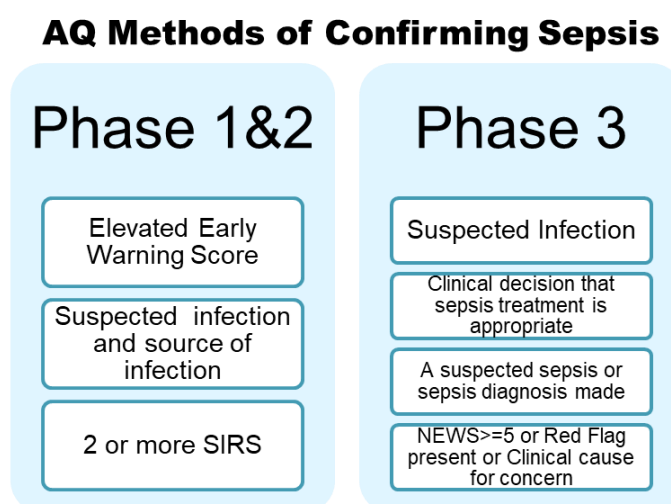 AQ Methods of Confirming Sepsis
Phase 1&2
Elevated Early
Warning Score
Suspected infection
and source of
infection
2 or more SIRS
Phase 3
Suspected Infection
Clinical decision that
sepsis treatment is
appropriate
A suspected sepsis or
sepsis diagnosis made
NEWS>=5 or Red Flag
present or Clinical cause
for concern